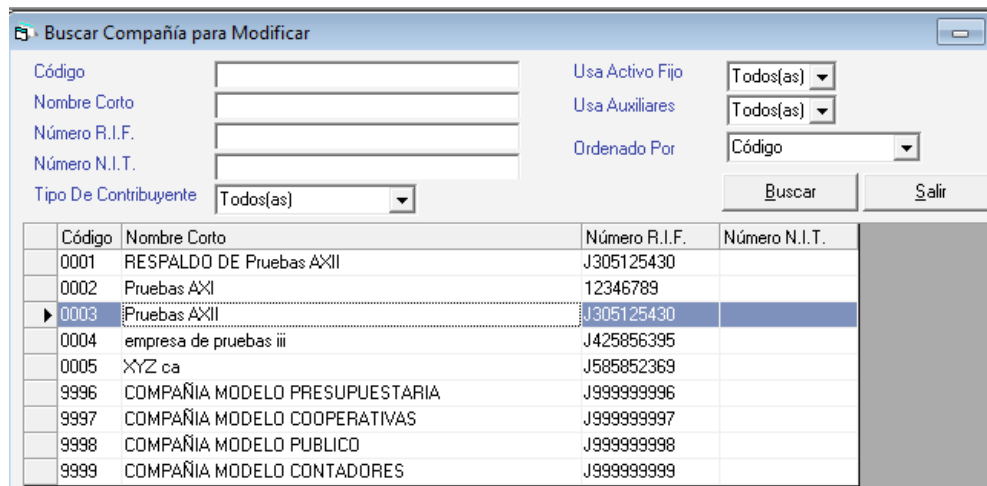 Buscar Compañía para Modificar
Código
Usa Activo Fijo Todos(as)
Nombre Corto
Usa Auxiliares Todos(as)
Número R.I.F.
Ordenado Por Código
Número N.I.T.
Tipo De Contribuyente Todos(as)
Buscar Salir
Código Nombre Corto Número R.I.F. Número N.I.T.
0001 RESPALDO DE Pruebas AXII J305125430
0002 Pruebas AXI 12346789
0003 Pruebas AXII J305125430
0004 empresa de pruebas iii J425856395
0005 XYZ ca J585852369
9996 COMPAÑIA MODELO PRESUPUESTARIA J999999996
9997 COMPAÑIA MODELO COOPERATIVAS J999999997
9998 COMPAÑIA MODELO PUBLICO J999999998
9999 COMPAÑIA MODELO CONTADORES J999999999